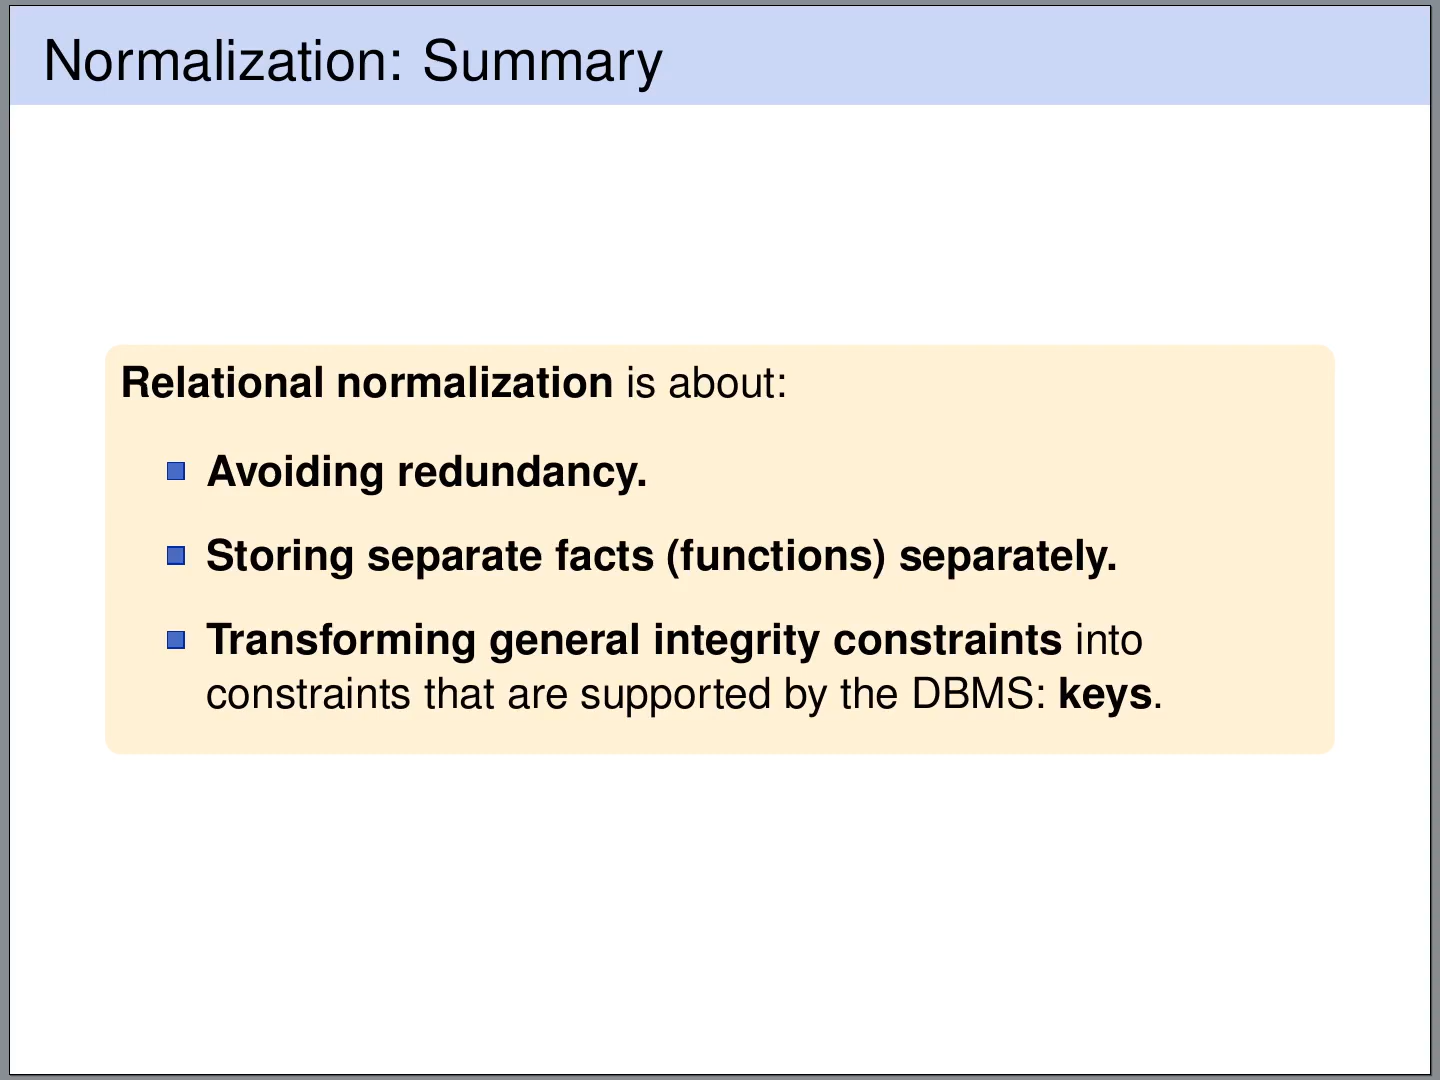 Normalization: Summary
Relational normalization is about:
Avoiding redundancy.
Storing separate facts (functions) separately.
Transforming general integrity constraints into
constraints that are supported by the DBMS: keys.